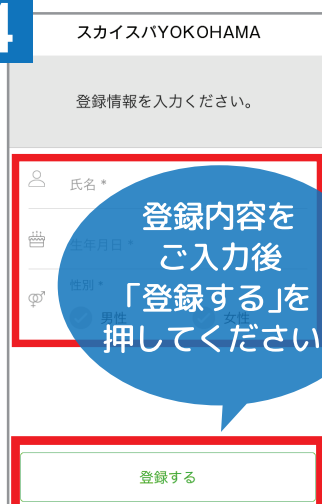 4
スカイスパYOKOHAMA
登録情報を入力ください。
氏名 *
生年月日 *
性別 *
男性
女性
登録内容を
ご入力後
「登録する」を
押してください
登録する